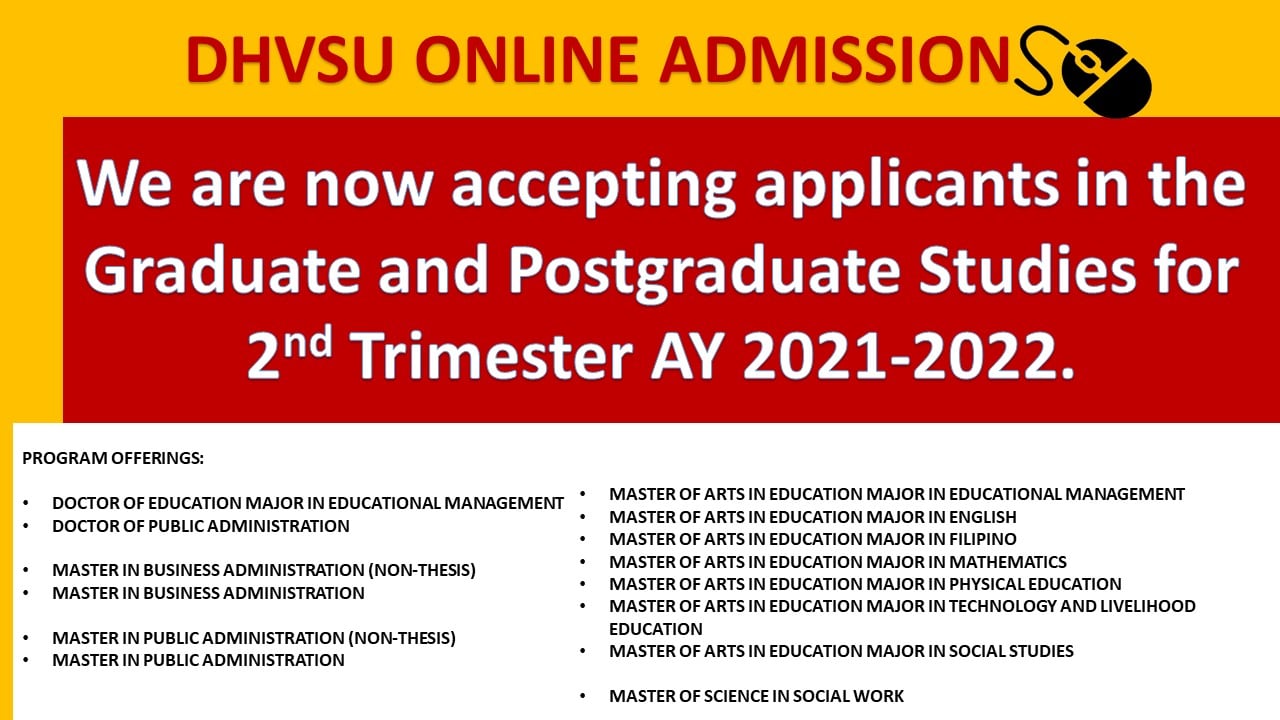 DHVSU ONLINE ADMISSION
We are now accepting applicants in the
Graduate and Postgraduate Studies for
2nd Trimester AY 2021-2022.
PROGRAM OFFERINGS:
• DOCTOR OF EDUCATION MAJOR IN EDUCATIONAL MANAGEMENT
• DOCTOR OF PUBLIC ADMINISTRATION
• MASTER IN BUSINESS ADMINISTRATION (NON-THESIS)
• MASTER IN BUSINESS ADMINISTRATION
• MASTER IN PUBLIC ADMINISTRATION (NON-THESIS)
• MASTER IN PUBLIC ADMINISTRATION
• MASTER OF ARTS IN EDUCATION MAJOR IN EDUCATIONAL MANAGEMENT
• MASTER OF ARTS IN EDUCATION MAJOR IN ENGLISH
• MASTER OF ARTS IN EDUCATION MAJOR IN FILIPINO
• MASTER OF ARTS IN EDUCATION MAJOR IN MATHEMATICS
• MASTER OF ARTS IN EDUCATION MAJOR IN PHYSICAL EDUCATION
• MASTER OF ARTS IN EDUCATION MAJOR IN TECHNOLOGY AND LIVELIHOOD
EDUCATION
• MASTER OF ARTS IN EDUCATION MAJOR IN SOCIAL STUDIES
• MASTER OF SCIENCE IN SOCIAL WORK